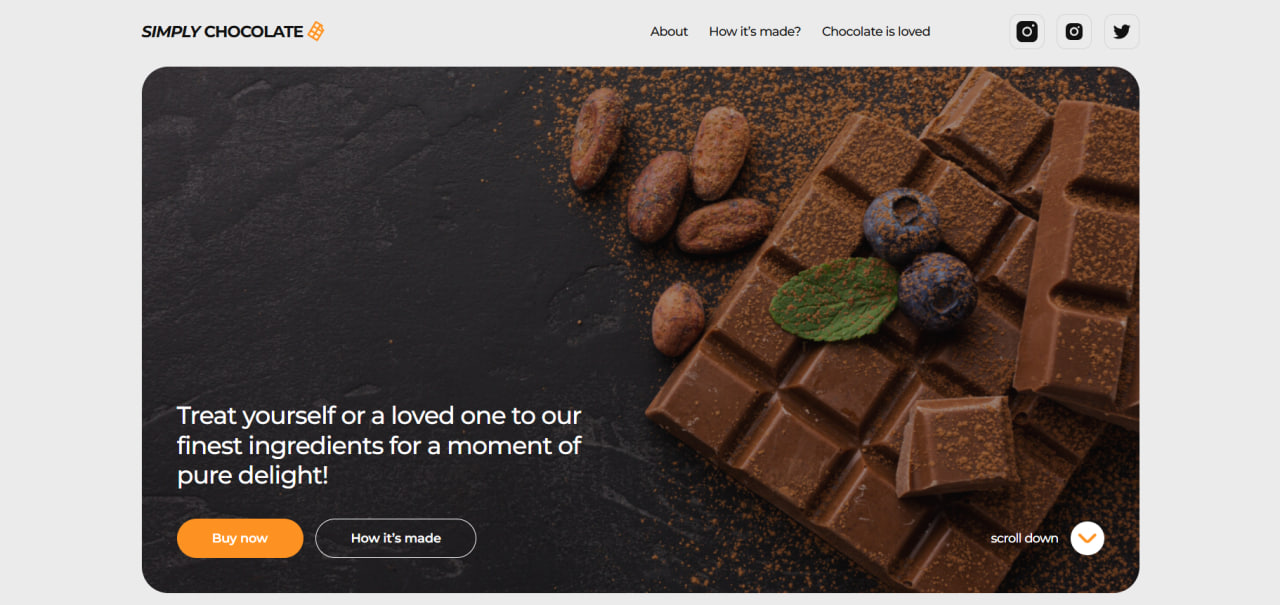 SIMPLY CHOCOLATE
About How it's made? Chocolate is loved
Treat yourself or a loved one to our
finest ingredients for a moment of
pure delight!
Buy now How it's made scroll down